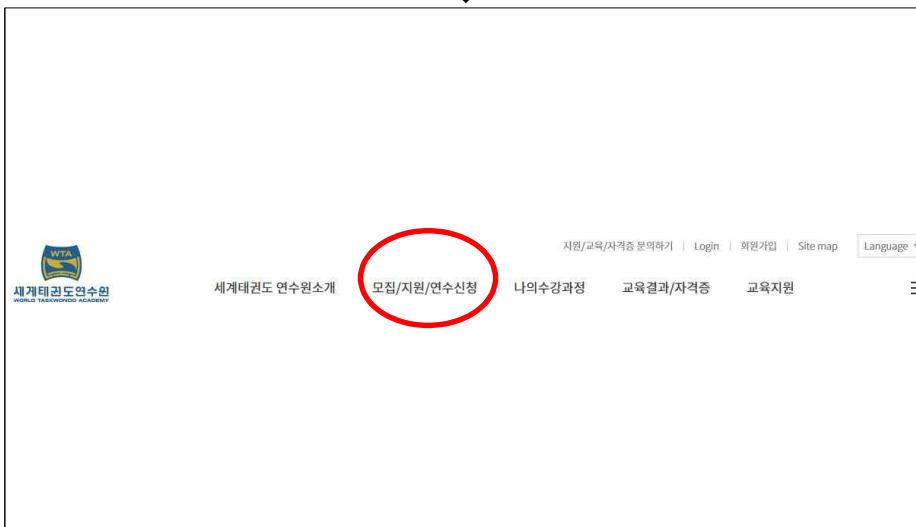 지원/교육/자격증 문의하기 | Login | 회원가입 | Site map Language
WTA
세계태권도연수원
WORLD TAEKWONDO ACADEMY
세계태권도 연수원소개 모집/지원/연수신청 나의수강과정 교육결과/자격증 교육지원